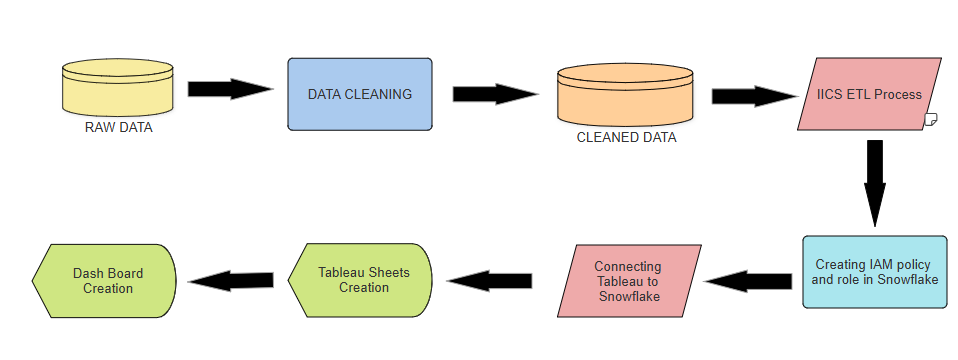 RAW DATA
DATA CLEANING
CLEANED DATA
IICS ETL Process
Creating IAM policy
and role in Snowflake
Connecting
Tableau to
Snowflake
Tableau Sheets
Creation
Dash Board
Creation